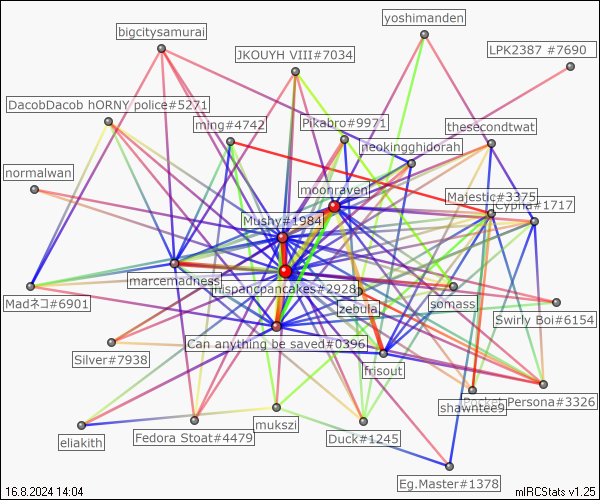 yoshimanden
bigcitysamurai
LPK2387 #7690
JKOUYH VIII#7034
DacobDacob hORNY police#5271
ming#4742
Pikabro#9971
thesecondtwat
neokingghidorah
normalwan
moonraven
Majestic#3375
Cypha#1717
Mushy#1984
marcemadness
mispancpancakes#2928
Madネコ#6901
zebula
somass
Swirly Boi#6154
Can anything be saved#0396
Silver#7938
frisout
Pocket Persona#3326
shawntee9
eliakith
Fedora Stoat#4479
mukszi
Duck#1245
Eg.Master#1378
16.8.2024 14:04
mIRCStats v1.25